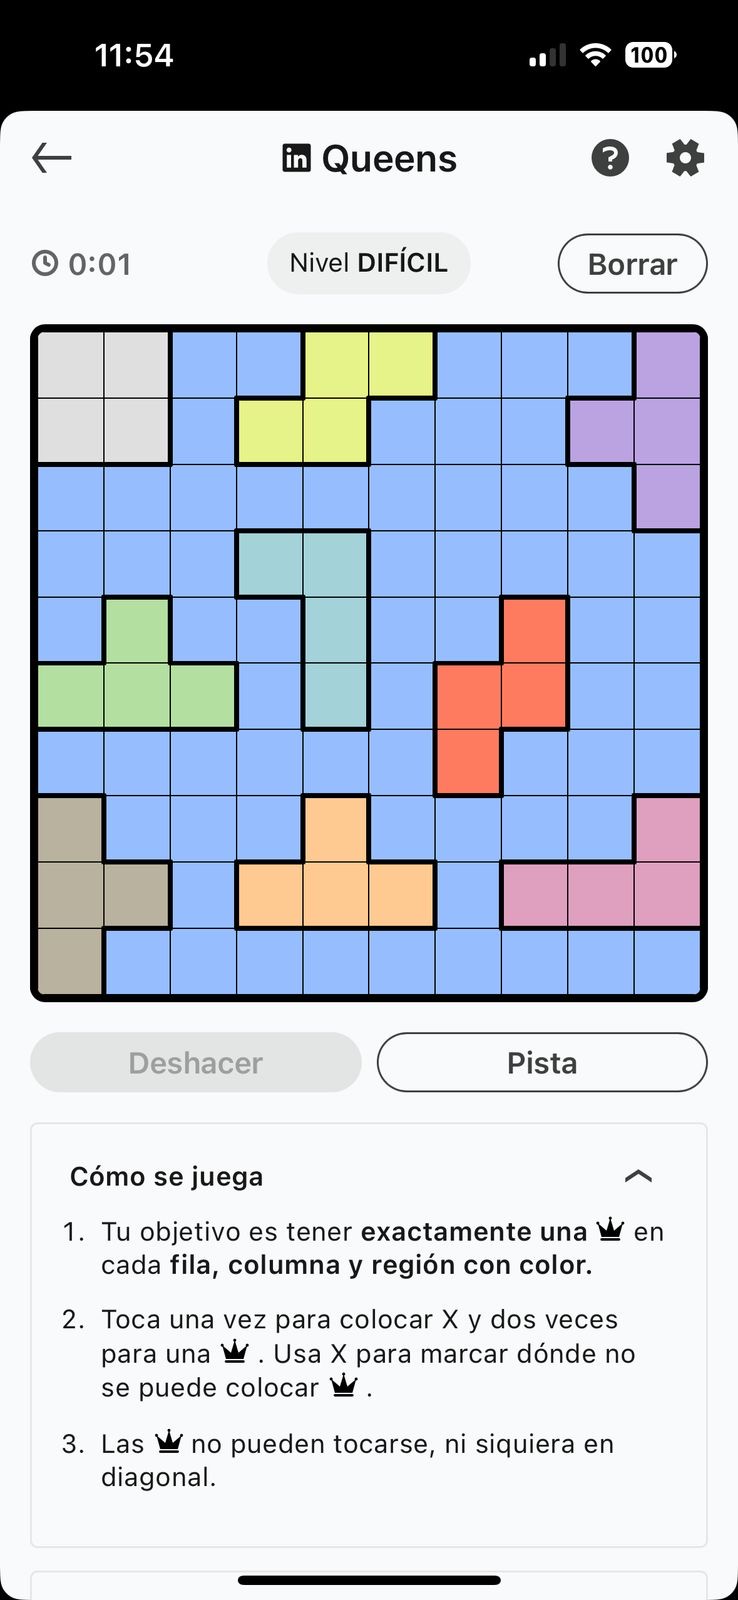 11:54
100
in Queens
?
0:01
Nivel DIFÍCIL
Borrar
Deshacer
Pista
Cómo se juega
1. Tu objetivo es tener exactamente una en
cada fila, columna y región con color.
2. Toca una vez para colocar X y dos veces
para una . Usa X para marcar dónde no
se puede colocar .
3. Las no pueden tocarse, ni siquiera en
diagonal.